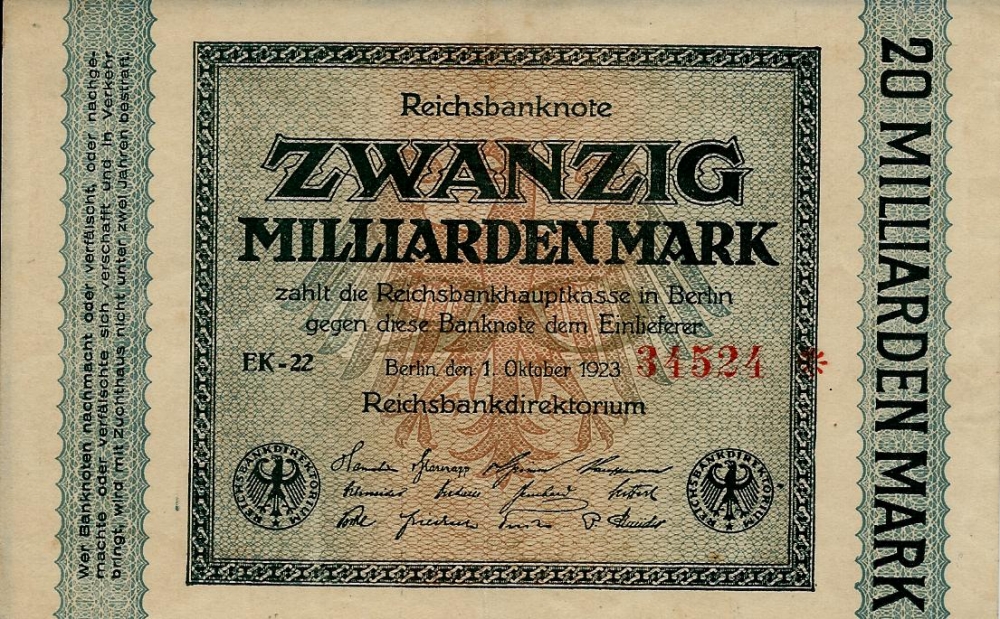 Wer Banknoten nachmacht oder verfälscht, oder nachge-
machte oder verfälschte sich verschafft und in Verkehr
bringt, wird mit Zuchthaus nicht unter zwei Jahren bestraft.
Reichsbanknote
ZWANZIG
MILLIARDEN MARK
zahlt die Reichsbankhauptkasse in Berlin
gegen diese Banknote dem Einlieferer
EK-22 Berlin, den 1. Oktober 1923 34524 *
Reichsbankdirektorium
REICHSBANKDIREKTORIUM
REICHSBANKDIREKTORIUM
20 MILLIARDEN MARK